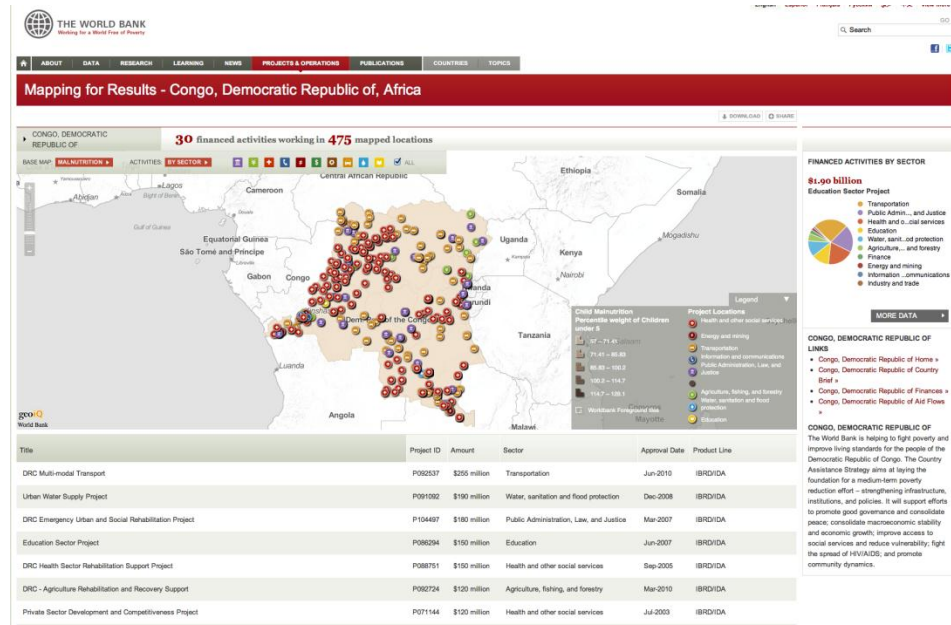 English
THE WORLD BANK
Working for a World Free of Poverty
Search
GO
ABOUT DATA RESEARCH LEARNING NEWS PROJECTS & OPERATIONS PUBLICATIONS COUNTRIES TOPICS
Mapping for Results - Congo, Democratic Republic of, Africa
DOWNLOAD SHARE
CONGO, DEMOCRATIC
REPUBLIC OF
30 financed activities working in 475 mapped locations
BASE MAP: MALNUTRITION ACTIVITIES: BY SECTOR ALL
Central African Republic
Ethiopia
Lagos
Cameroon
Somalia
Abidjan
Gulf of Guinea
Equatorial Guinea
Uganda
Mogadishu
São Tomé and Príncipe
Kenya
Gabon
Congo
Nairobi
Tanzania
Luanda
Angola
Malawi
Mayotte
geoIQ
World Bank
Legend
Child Malnutrition
Percentile weight of Children
under 5
57 - 71.41
71.41 - 85.83
85.83 - 100.2
100.2 - 114.7
114.7 - 129.1
Worldbank Foreground tiles
Project Locations
Health and other social services
Energy and mining
Transportation
Information and communications
Public Administration, Law, and
Justice
Agriculture, fishing, and forestry
Water, sanitation and food
protection
Education
FINANCED ACTIVITIES BY SECTOR
$1.90 billion
Education Sector Project
Transportation
Public Admin..., and Justice
Health and o...cial services
Education
Water, sanit...od protection
Agriculture,... and forestry
Finance
Energy and mining
Information ...ommunications
Industry and trade
MORE DATA
CONGO, DEMOCRATIC REPUBLIC OF
LINKS
Congo, Democratic Republic of Home »
Congo, Democratic Republic of Country
Brief »
Congo, Democratic Republic of Finances »
Congo, Democratic Republic of Aid Flows
»
CONGO, DEMOCRATIC REPUBLIC OF
The World Bank is helping to fight poverty and
improve living standards for the people of the
Democratic Republic of Congo. The Country
Assistance Strategy aims at laying the
foundation for a medium-term poverty
reduction effort – strengthening infrastructure,
institutions, and policies. It will support efforts
to promote good governance and consolidate
peace; consolidate macroeconomic stability
and economic growth; improve access to
social services and reduce vulnerability; fight
the spread of HIV/AIDS; and promote
community dynamics.
Title Project ID Amount Sector Approval Date Product Line
DRC Multi-modal Transport P092537 $255 million Transportation Jun-2010 IBRD/IDA
Urban Water Supply Project P091092 $190 million Water, sanitation and flood protection Dec-2008 IBRD/IDA
DRC Emergency Urban and Social Rehabilitation Project P104497 $180 million Public Administration, Law, and Justice Mar-2007 IBRD/IDA
Education Sector Project P086294 $150 million Education Jun-2007 IBRD/IDA
DRC Health Sector Rehabilitation Support Project P088751 $150 million Health and other social services Sep-2005 IBRD/IDA
DRC - Agriculture Rehabilitation and Recovery Support P092724 $120 million Agriculture, fishing, and forestry Mar-2010 IBRD/IDA
Private Sector Development and Competitiveness Project P071144 $120 million Health and other social services Jul-2003 IBRD/IDA